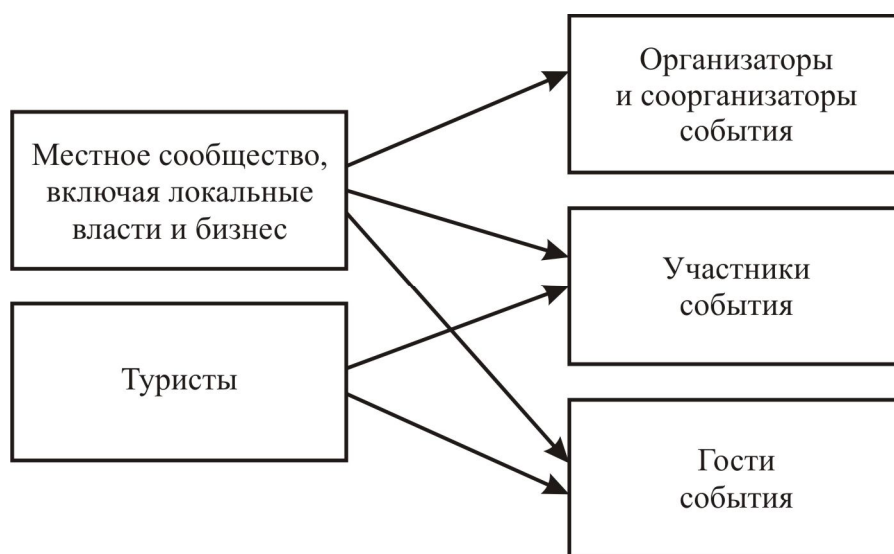 Местное сообщество,
включая локальные
власти и бизнес
Туристы
Организаторы
и соорганизаторы
события
Участники
события
Гости
события